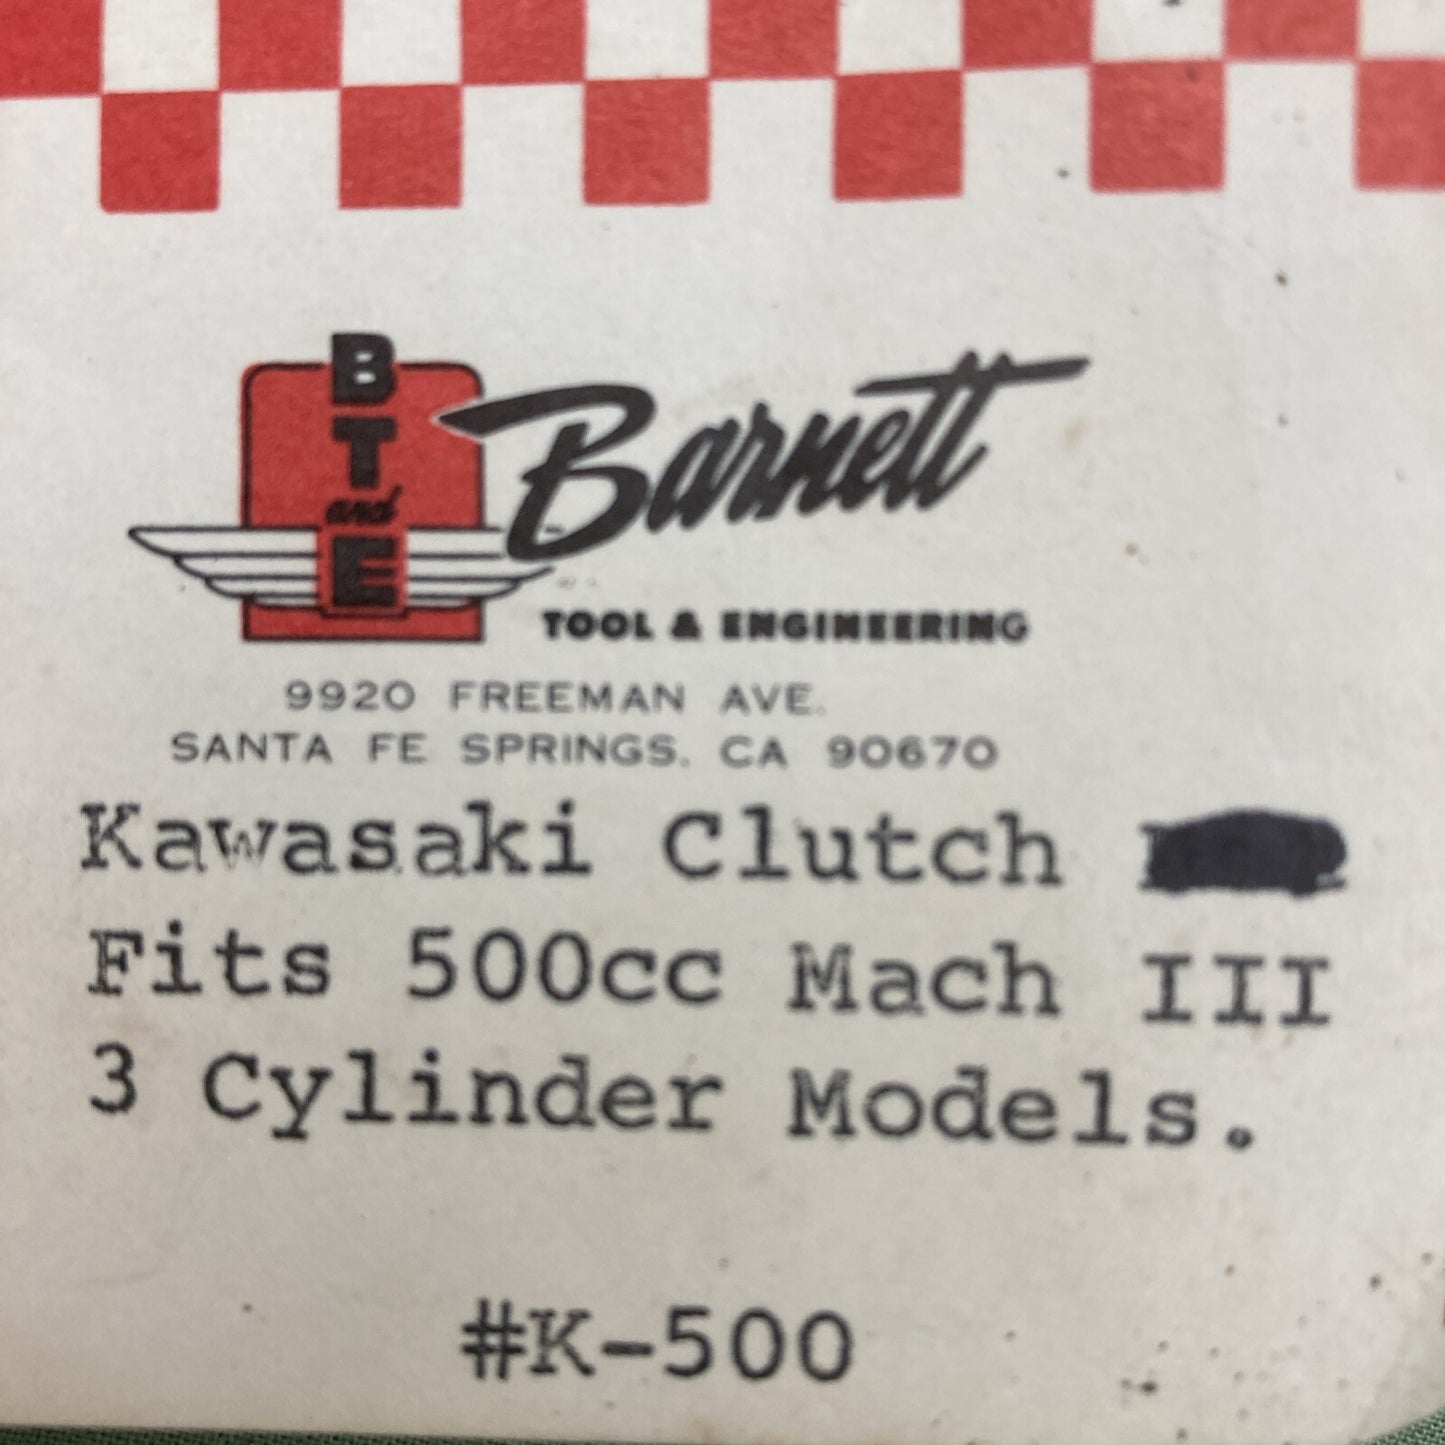 B
T
and
E
Barnett
TOOL & ENGINEERING
9920 FREEMAN AVE.
SANTA FE SPRINGS, CA 90670
Kawasaki Clutch
Fits 500cc Mach III
3 Cylinder Models.
#K-500